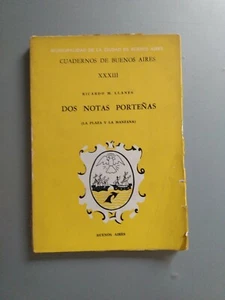 MUNICIPALIDAD DE LA CIUDAD DE BUENOS AIRES
CUADERNOS DE BUENOS AIRES
XXXIII
RICARDO M. LLANES
DOS NOTAS PORTEÑAS
(LA PLAZA Y LA MANZANA)
BUENOS AIRES